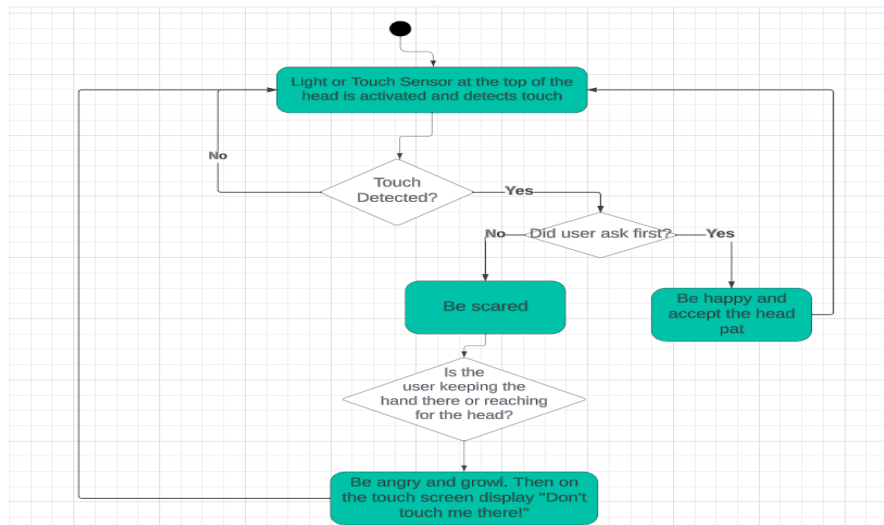 Light or Touch Sensor at the top of the
head is activated and detects touch
No
Touch
Detected?
Yes
No
Did user ask first?
Yes
Be scared
Be happy and
accept the head
pat
Is the
user keeping the
hand there or reaching
for the head?
Be angry and growl. Then on
the touch screen display "Don't
touch me there!"